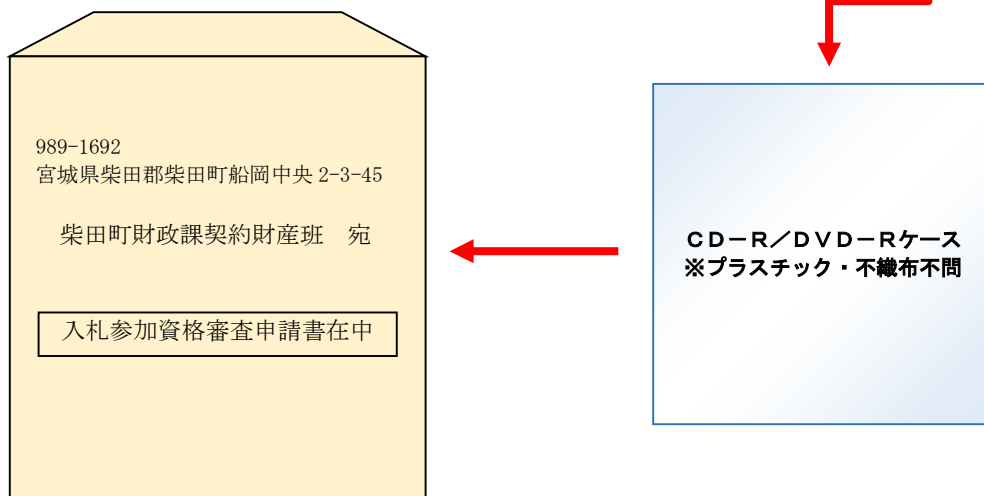 989-1692
宮城県柴田郡柴田町船岡中央 2-3-45
柴田町財政課契約財産班　宛
入札参加資格審査申請書在中
ＣＤ－Ｒ／ＤＶＤ－Ｒケース
※プラスチック・不織布不問